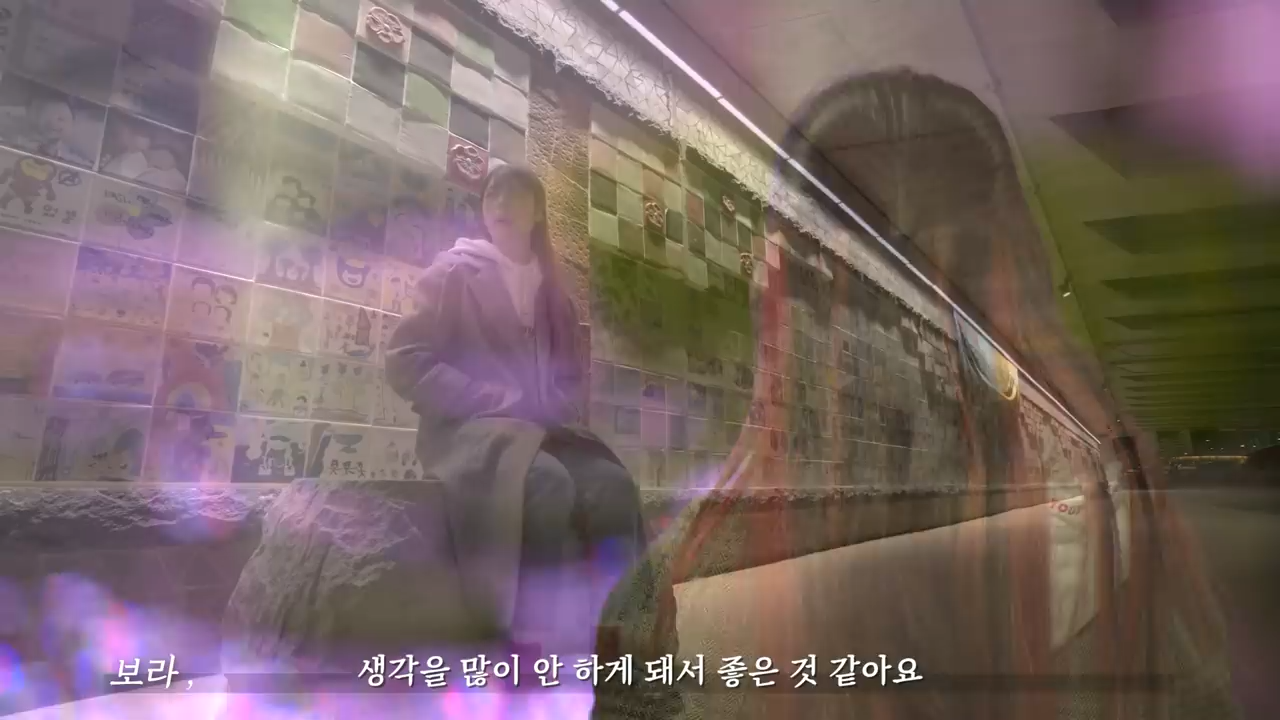 보라, 생각을 많이 안 하게 돼서 좋은 것 같아요